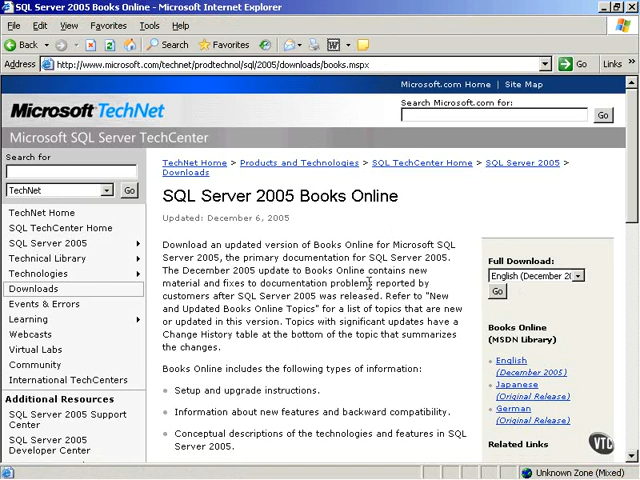 SQL Server 2005 Books Online - Microsoft Internet Explorer
File Edit View Favorites Tools Help
Back Search Favorites
Address http://www.microsoft.com/technet/prodtechnol/sql/2005/downloads/books.mspx Go Links »
Microsoft.com Home | Site Map
Microsoft TechNet
Search Microsoft.com for:
Go
Microsoft SQL Server TechCenter
Search for
TechNet Go
TechNet Home
SQL TechCenter Home
SQL Server 2005
Technical Library
Technologies
Downloads
Events & Errors
Learning
Webcasts
Virtual Labs
Community
International TechCenters
Additional Resources
SQL Server 2005 Support
Center
SQL Server 2005
Developer Center
TechNet Home > Products and Technologies > SQL TechCenter Home > SQL Server 2005 >
Downloads
SQL Server 2005 Books Online
Updated: December 6, 2005
Download an updated version of Books Online for Microsoft SQL
Server 2005, the primary documentation for SQL Server 2005.
The December 2005 update to Books Online contains new
material and fixes to documentation problems reported by
customers after SQL Server 2005 was released. Refer to "New
and Updated Books Online Topics" for a list of topics that are new
or updated in this version. Topics with significant updates have a
Change History table at the bottom of the topic that summarizes
the changes.
Books Online includes the following types of information:
Setup and upgrade instructions.
Information about new features and backward compatibility.
Conceptual descriptions of the technologies and features in SQL
Server 2005.
Full Download:
English (December 20
Go
Books Online
(MSDN Library)
English
(December 2005)
Japanese
(Original Release)
German
(Original Release)
Related Links
VTC
Unknown Zone (Mixed)